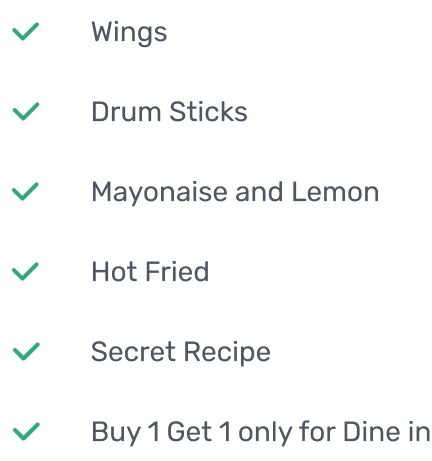 Wings
Drum Sticks
Mayonaise and Lemon
Hot Fried
Secret Recipe
Buy 1 Get 1 only for Dine in